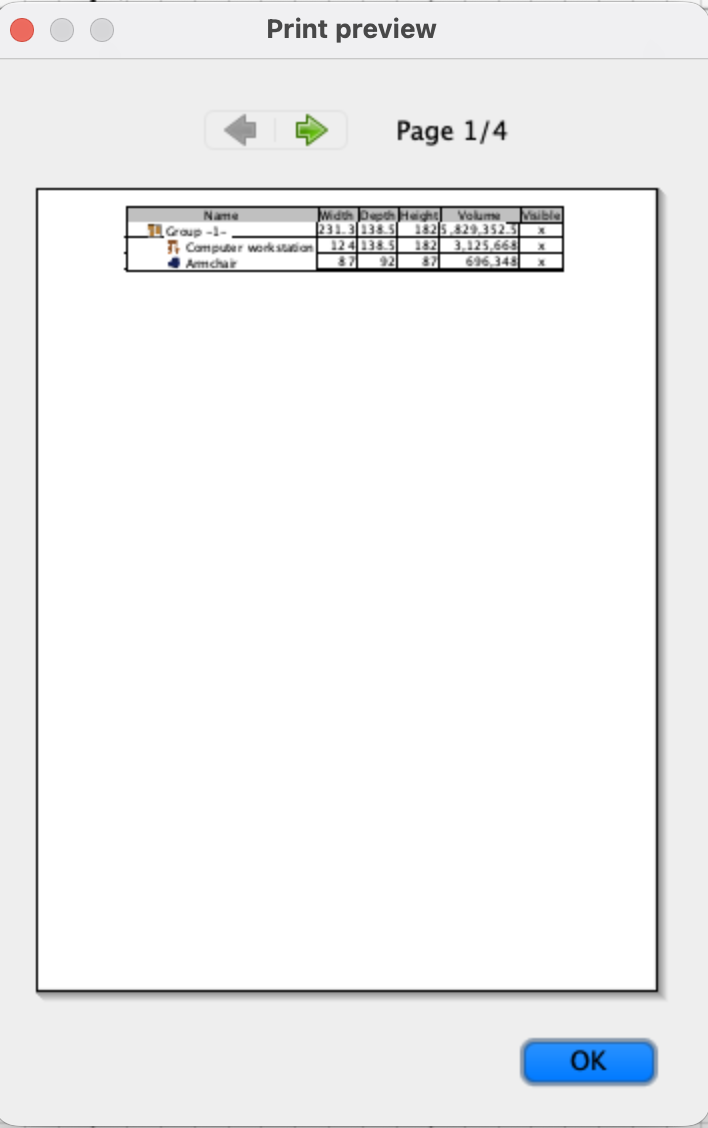 Print preview
Page 1/4
Name Width Depth Height Volume Visible
Group -1- 231.3 138.5 182 5,829,352.5 x
Computer workstation 124 138.5 182 3,125,668 x
Armchair 87 92 87 696,348 x
OK